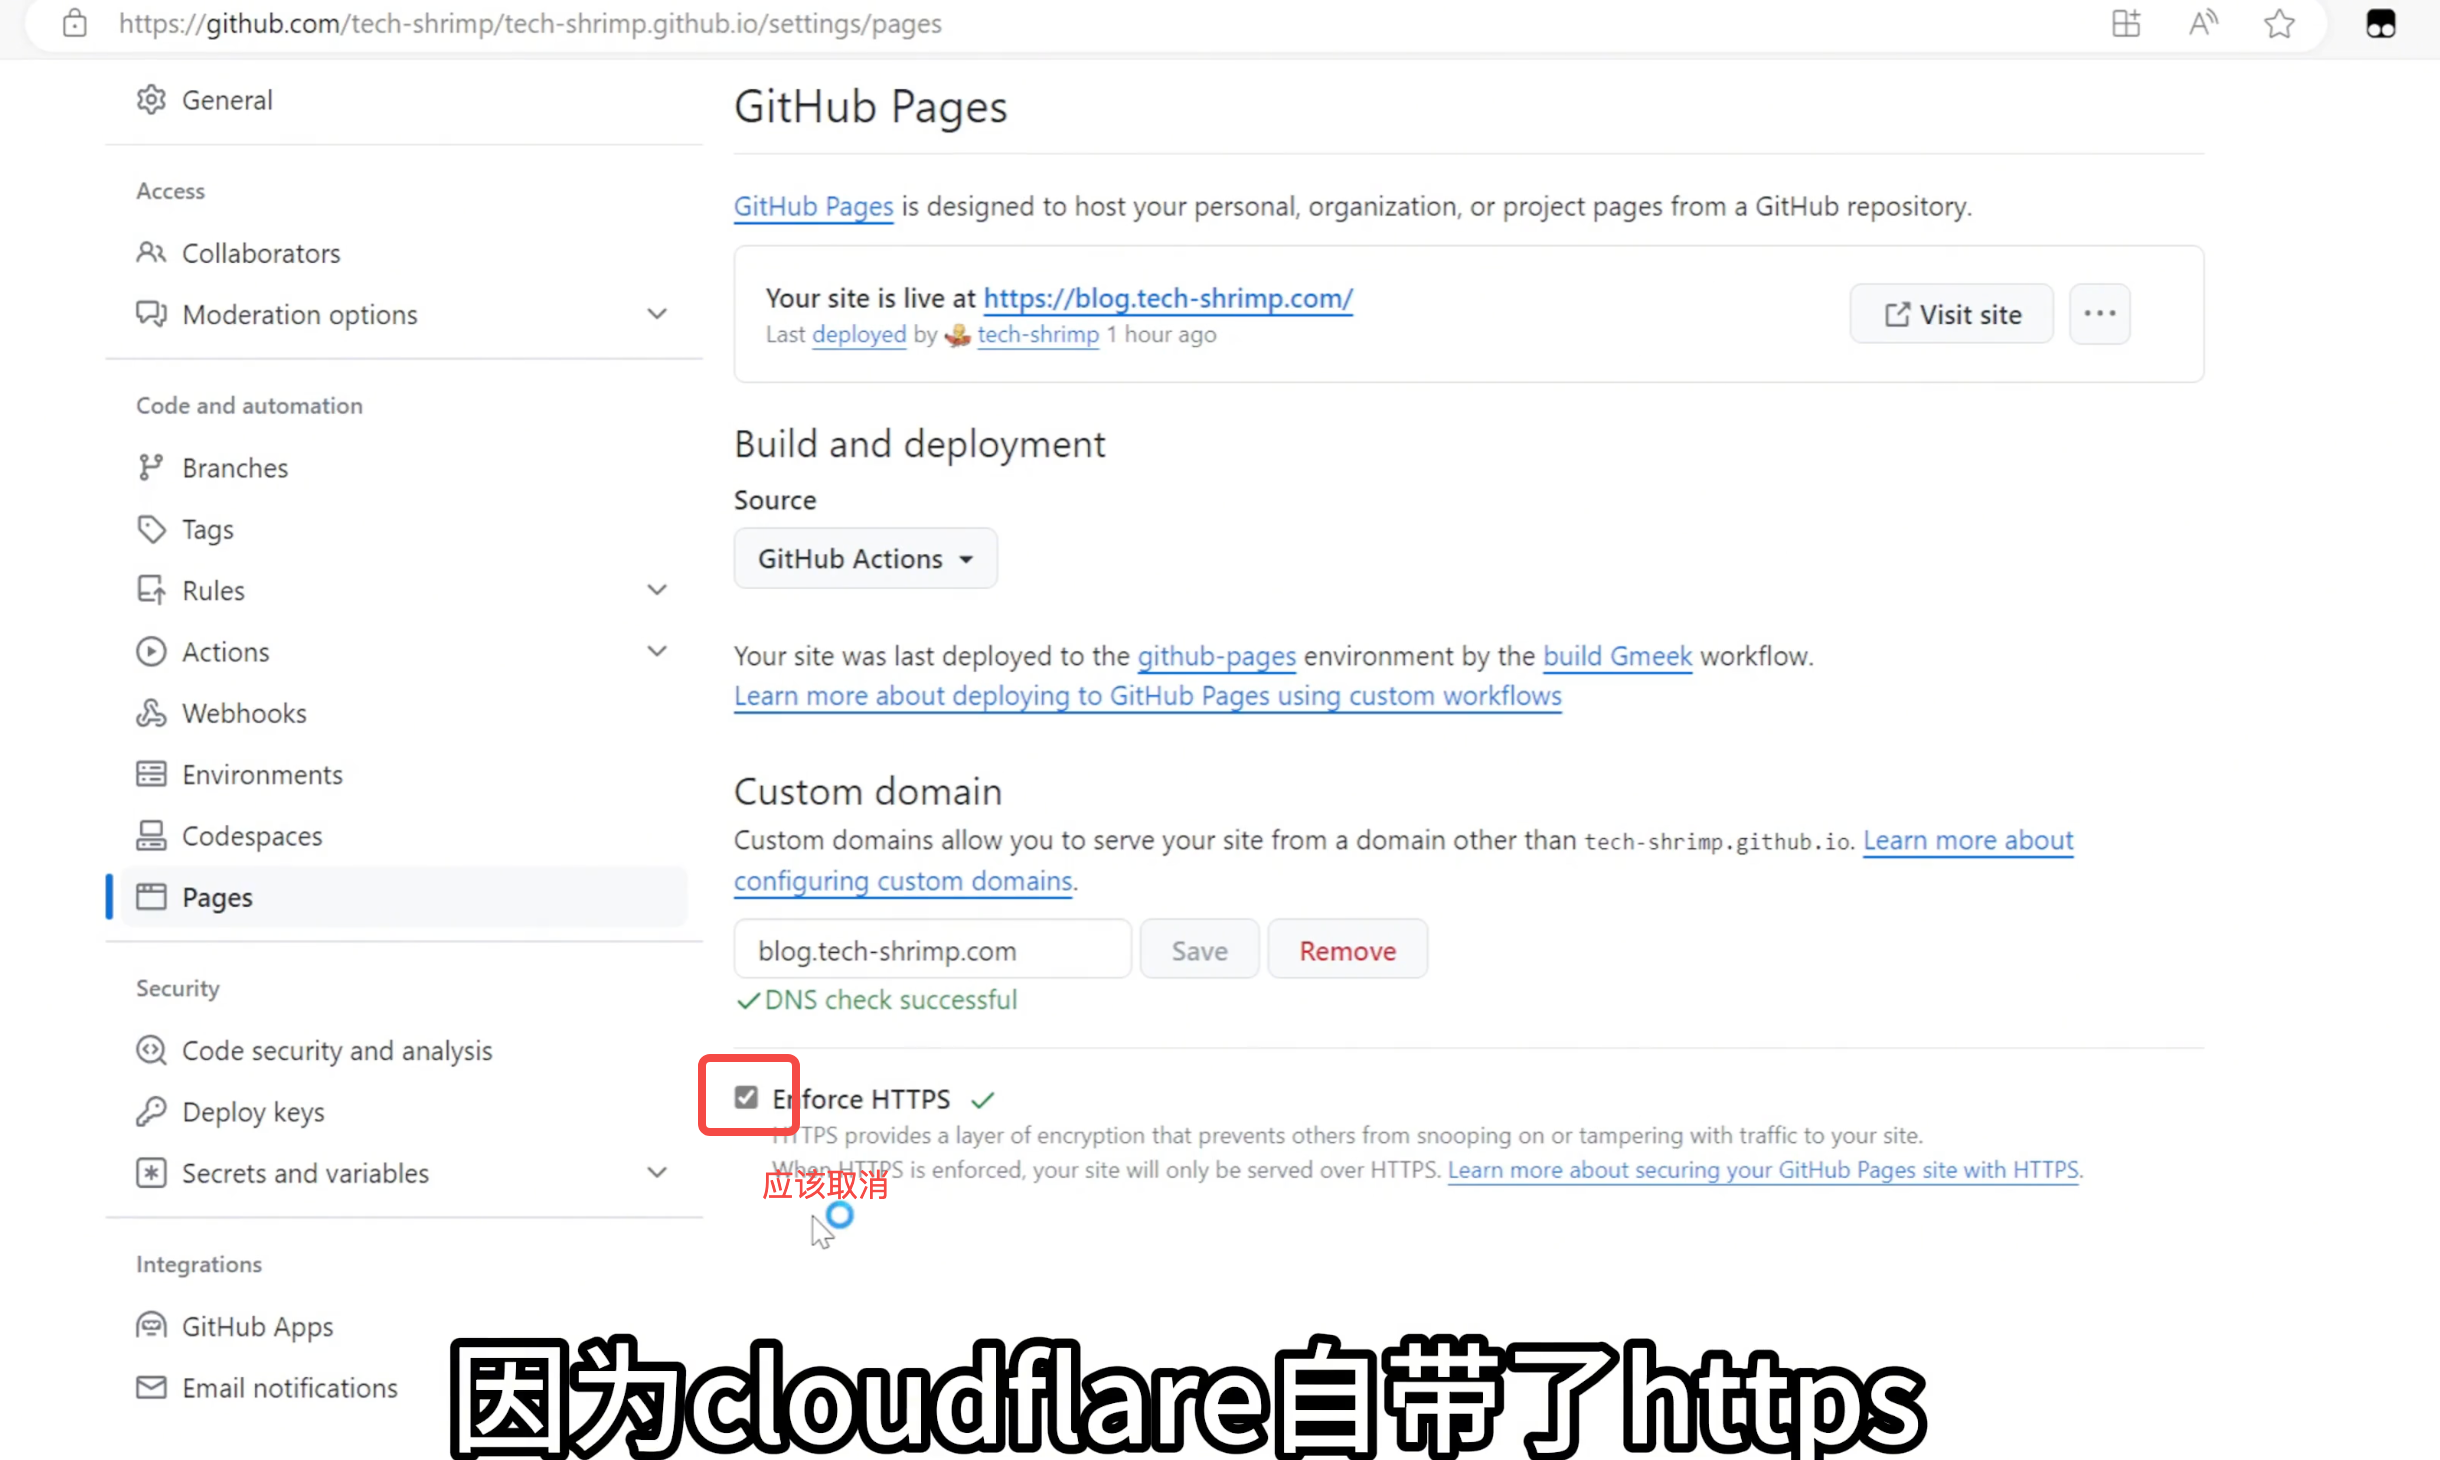 https://github.com/tech-shrimp/tech-shrimp.github.io/settings/pages
General
Access
Collaborators
Moderation options
Code and automation
Branches
Tags
Rules
Actions
Webhooks
Environments
Codespaces
Pages
Security
Code security and analysis
Deploy keys
Secrets and variables
Integrations
GitHub Apps
Email notifications
GitHub Pages
GitHub Pages is designed to host your personal, organization, or project pages from a GitHub repository.
Your site is live at https://blog.tech-shrimp.com/
Last deployed by tech-shrimp 1 hour ago
Visit site
Build and deployment
Source
GitHub Actions
Your site was last deployed to the github-pages environment by the build Gmeek workflow.
Learn more about deploying to GitHub Pages using custom workflows
Custom domain
Custom domains allow you to serve your site from a domain other than tech-shrimp.github.io. Learn more about
configuring custom domains.
blog.tech-shrimp.com Save Remove
DNS check successful
Enforce HTTPS
HTTPS provides a layer of encryption that prevents others from snooping on or tampering with traffic to your site.
When HTTPS is enforced, your site will only be served over HTTPS. Learn more about securing your GitHub Pages site with HTTPS.
应该取消
因为cloudflare自带了https